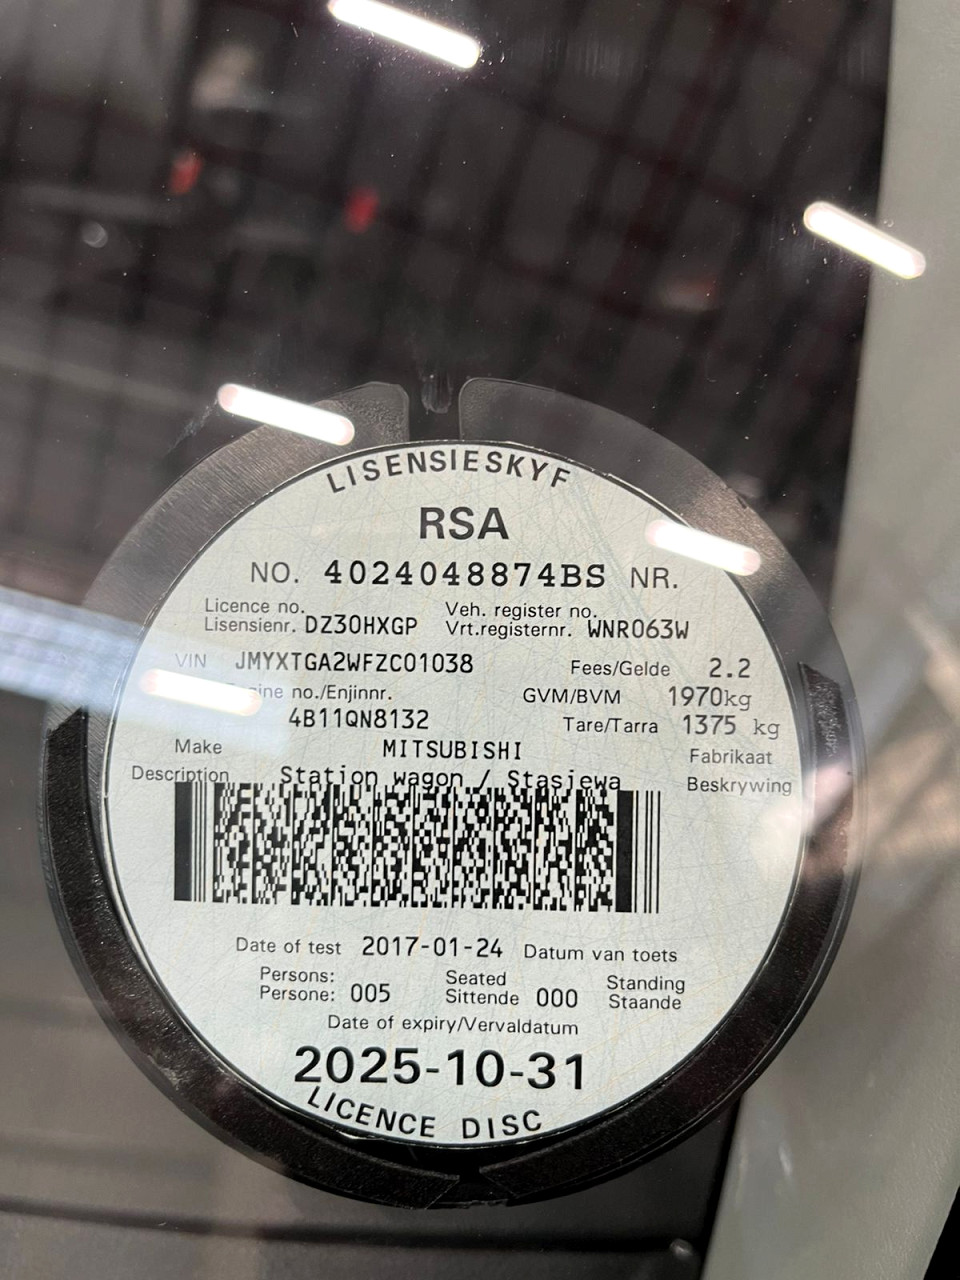 LISENSIESKYF
RSA
NO. 4024048874BS NR.
Licence no.
Lisensienr. DZ30HXGP
Veh. register no.
Vrt.registernr. WNR063W
VIN JMYXTGA2WFZC01038
Fees/Gelde 2.2
no./Enjinnr.
4B11QN8132
GVM/BVM 1970kg
Tare/Tarra 1375 kg
Make MITSUBISHI Fabrikaat
Description Station wagon / Stasiewa Beskrywing
Date of test 2017-01-24 Datum van toets
Persons:
Persone: 005
Seated
Sittende 000
Standing
Staande
Date of expiry/Vervaldatum
2025-10-31
LICENCE DISC